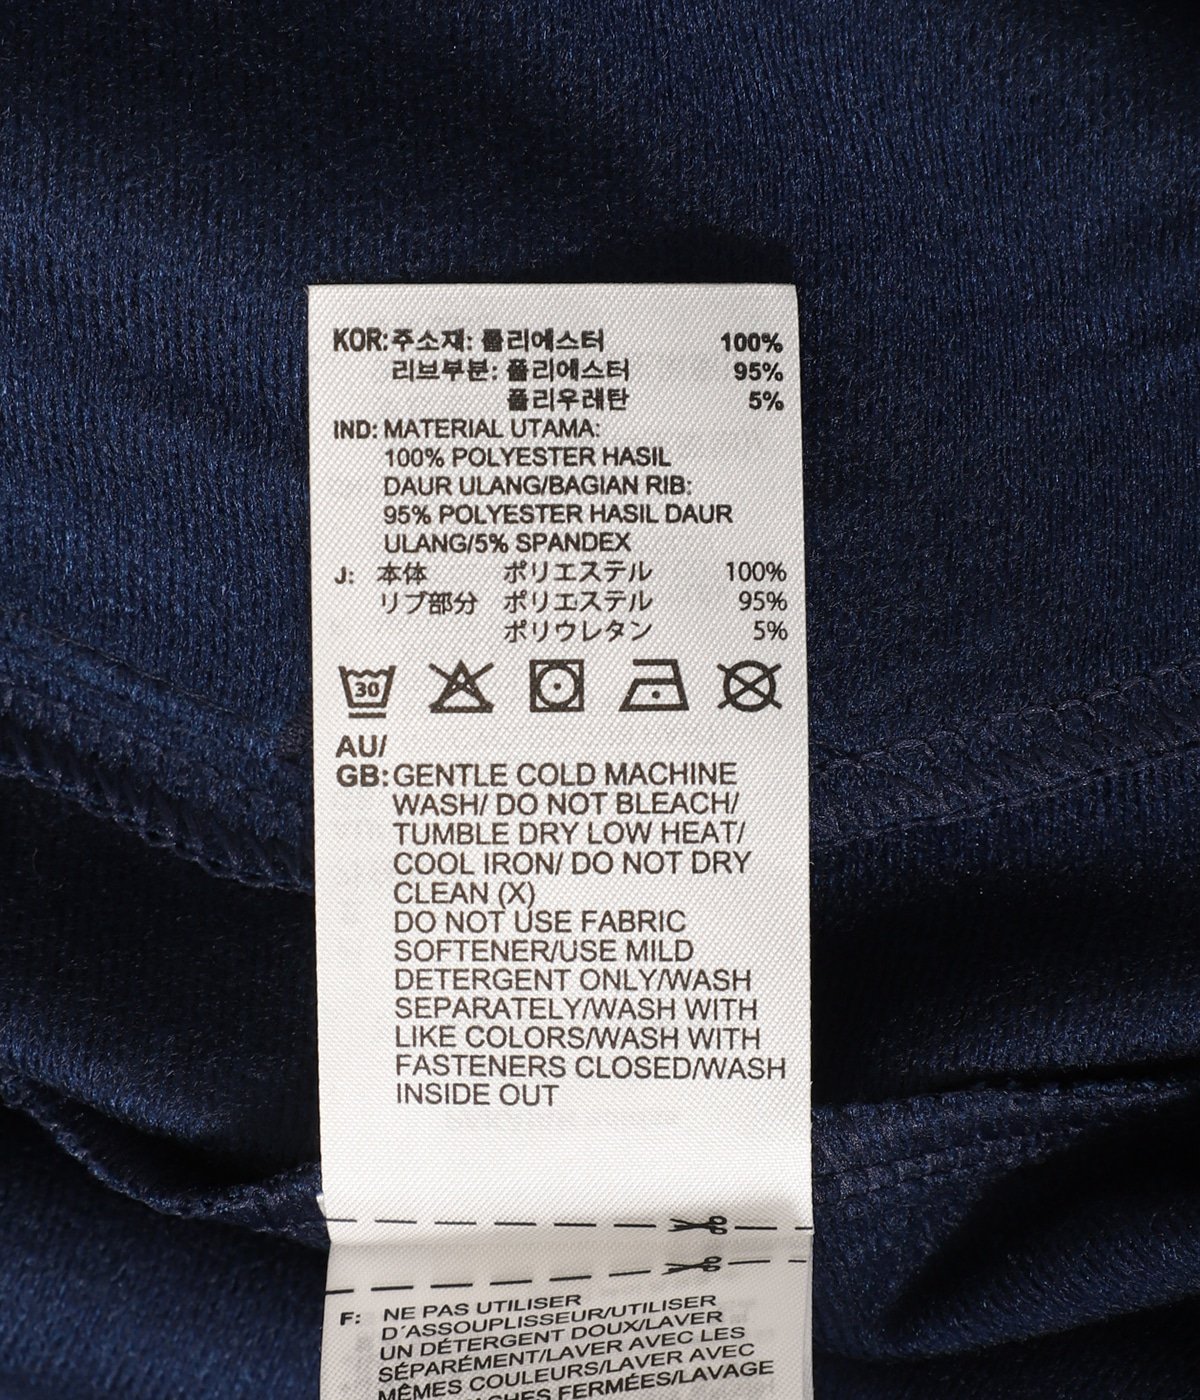 KOR: 주소재: 폴리에스터 100%
리브부분: 폴리에스터 95%
폴리우레탄 5%
IND: MATERIAL UTAMA:
100% POLYESTER HASIL
DAUR ULANG/BAGIAN RIB:
95% POLYESTER HASIL DAUR
ULANG/5% SPANDEX
J: 本体 ポリエステル 100%
リブ部分 ポリエステル 95%
ポリウレタン 5%
30
AU/
GB: GENTLE COLD MACHINE
WASH/ DO NOT BLEACH/
TUMBLE DRY LOW HEAT/
COOL IRON/ DO NOT DRY
CLEAN (X)
DO NOT USE FABRIC
SOFTENER/USE MILD
DETERGENT ONLY/WASH
SEPARATELY/WASH WITH
LIKE COLORS/WASH WITH
FASTENERS CLOSED/WASH
INSIDE OUT
F: NE PAS UTILISER
D'ASSOUPLISSEUR/UTILISER
UN DÉTERGENT DOUX/LAVER
SÉPARÉMENT/LAVER AVEC LES
MÊMES COULEURS/LAVER AVEC
FERMÉES/LAVAGE